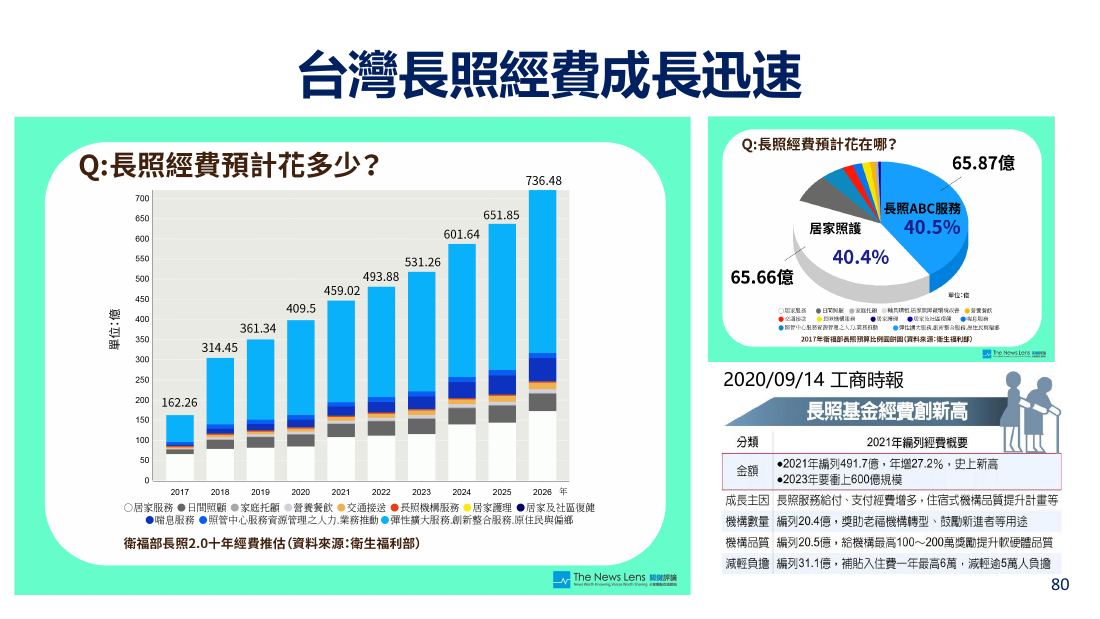 台灣長照經費成長迅速
Q:長照經費預計花多少？
單位:億
700
650
600
550
500
450
400
350
300
250
200
150
100
50
0
162.26
314.45
361.34
409.5
459.02
493.88
531.26
601.64
651.85
736.48
2017 2018 2019 2020 2021 2022 2023 2024 2025 2026 年
○居家服務 ●日間照顧 ●家庭托顧 ●營養餐飲 ●交通接送 ●長照機構服務 ●居家護理 ●居家及社區復健
●喘息服務 ●照管中心服務資源管理之人力,業務推動 ●彈性擴大服務,創新整合服務,原住民與偏鄉
衛福部長照2.0十年經費推估(資料來源:衛生福利部)
The News Lens 關鍵評論
Q:長照經費預計花在哪?
65.87億
長照ABC服務
40.5%
居家照護
40.4%
65.66億
單位:億
2017年衛福部長照預算比例圓餅圖(資料來源:衛生福利部)
The News Lens 關鍵評論
2020/09/14 工商時報
長照基金經費創新高
分類 2021年編列經費概要
金額 ●2021年編列491.7億，年增27.2%，史上新高
●2023年要衝上600億規模
成長主因 長照服務給付、支付經費增多，住宿式機構品質提升計畫等
機構數量 編列20.4億，獎助老福機構轉型、鼓勵新進者等用途
機構品質 編列20.5億，給機構最高100～200萬獎勵提升軟硬體品質
減輕負擔 編列31.1億，補貼入住費一年最高6萬，減輕逾5萬人負擔
80